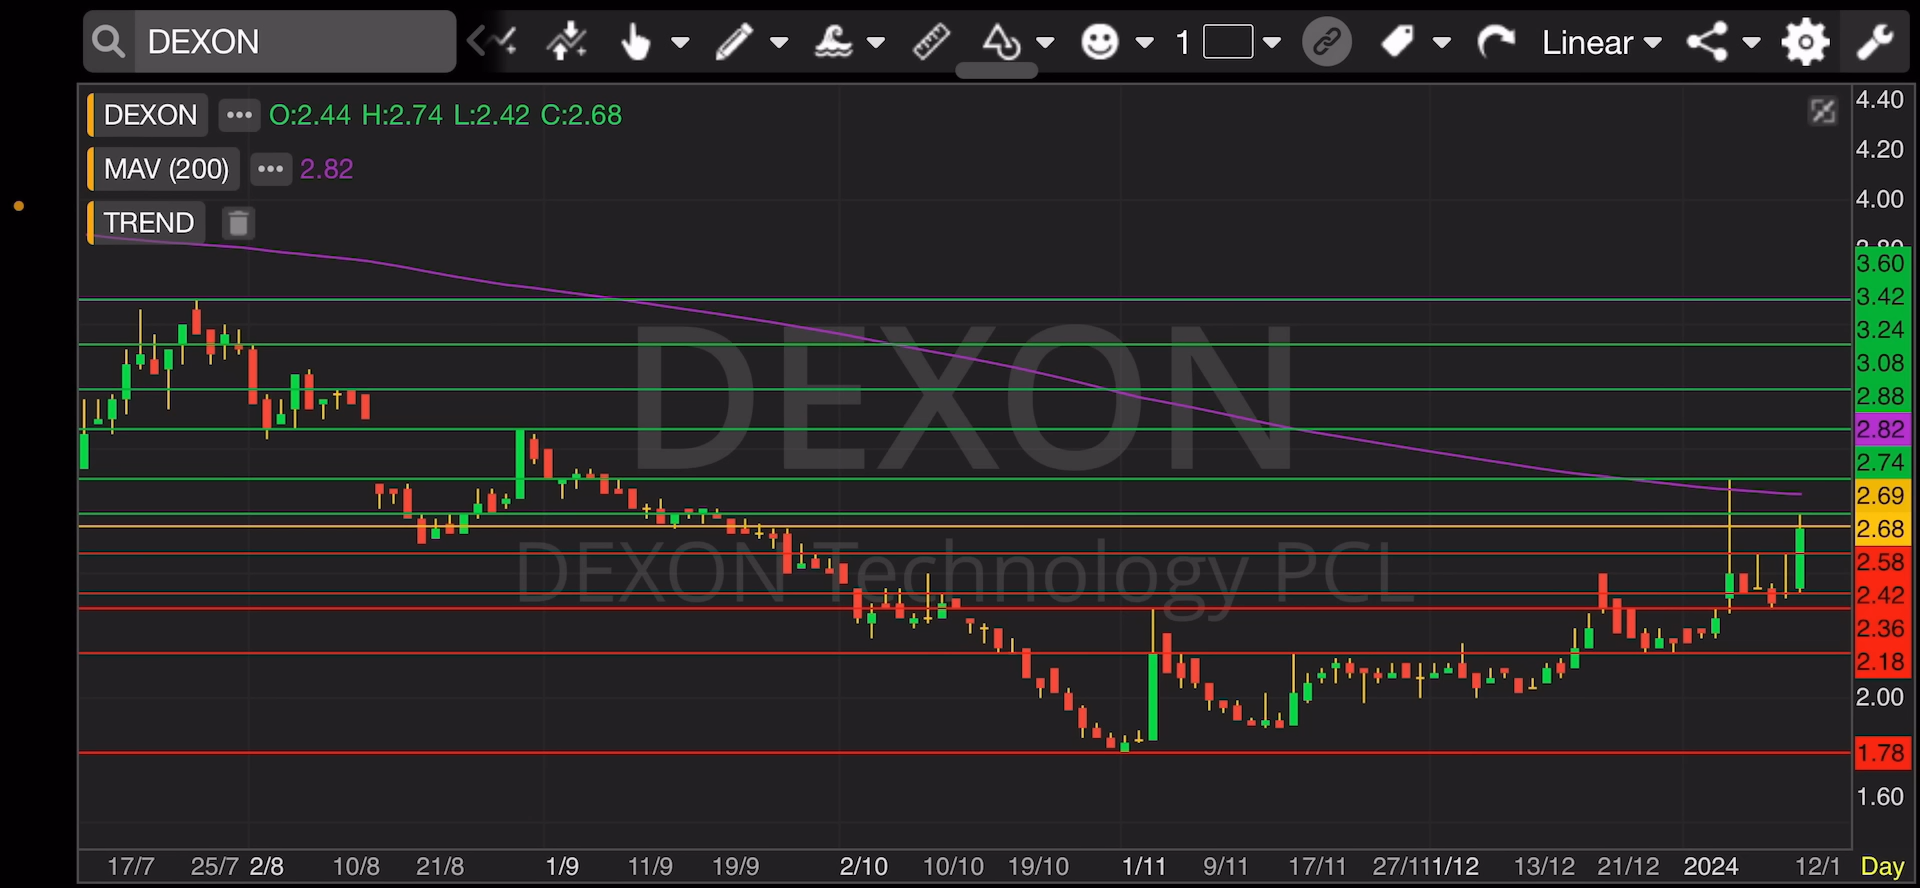 DEXON 1 Linear
DEXON ••• O:2.44 H:2.74 L:2.42 C:2.68
MAV (200) ••• 2.82
TREND
DEXON
DEXON Technology PCL
4.40
4.20
4.00
3.80
3.60
3.42
3.24
3.08
2.88
2.82
2.74
2.69
2.68
2.58
2.42
2.36
2.18
2.00
1.78
1.60
17/7 25/7 2/8 10/8 21/8 1/9 11/9 19/9 2/10 10/10 19/10 1/11 9/11 17/11 27/11 1/12 13/12 21/12 2024 12/1 Day